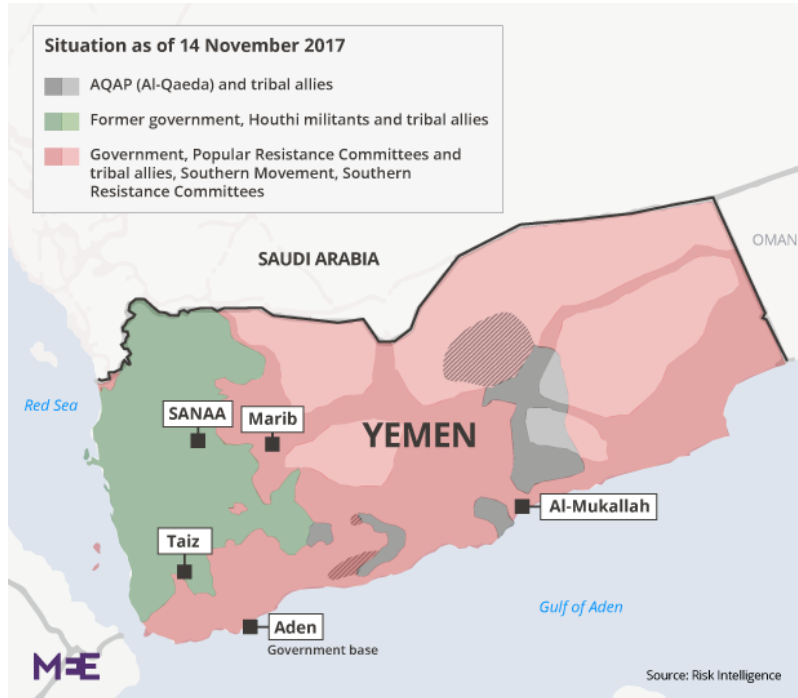 Situation as of 14 November 2017
AQAP (Al-Qaeda) and tribal allies
Former government, Houthi militants and tribal allies
Government, Popular Resistance Committees and
tribal allies, Southern Movement, Southern
Resistance Committees
SAUDI ARABIA
OMAN
Red Sea
SANAA
Marib
YEMEN
Al-Mukallah
Taiz
Gulf of Aden
Aden
Government base
MEE
Source: Risk Intelligence